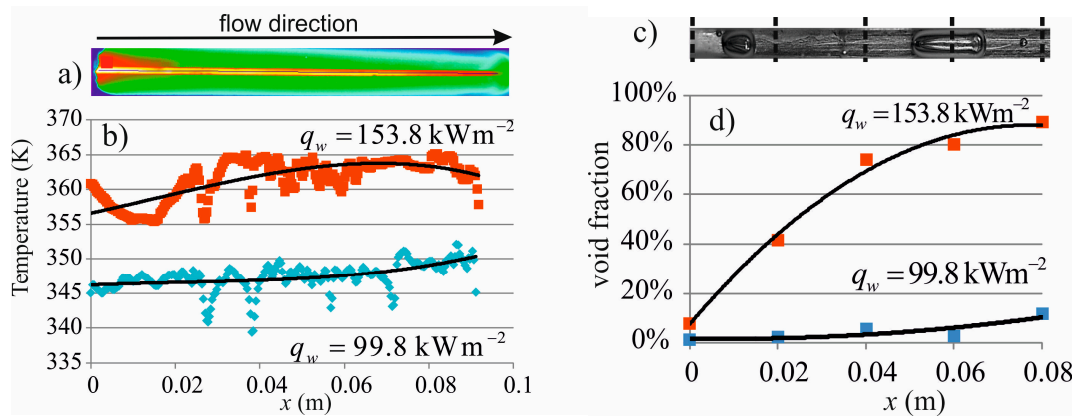 flow direction
a)
b)
370
365
360
355
350
345
340
335
Temperature (K)
q_w = 153.8 kWm⁻²
q_w = 99.8 kWm⁻²
0 0.02 0.04 0.06 0.08 0.1
x (m)
c)
d)
100%
80%
60%
40%
20%
0%
void fraction
q_w = 153.8 kWm⁻²
q_w = 99.8 kWm⁻²
0 0.02 0.04 0.06 0.08
x (m)